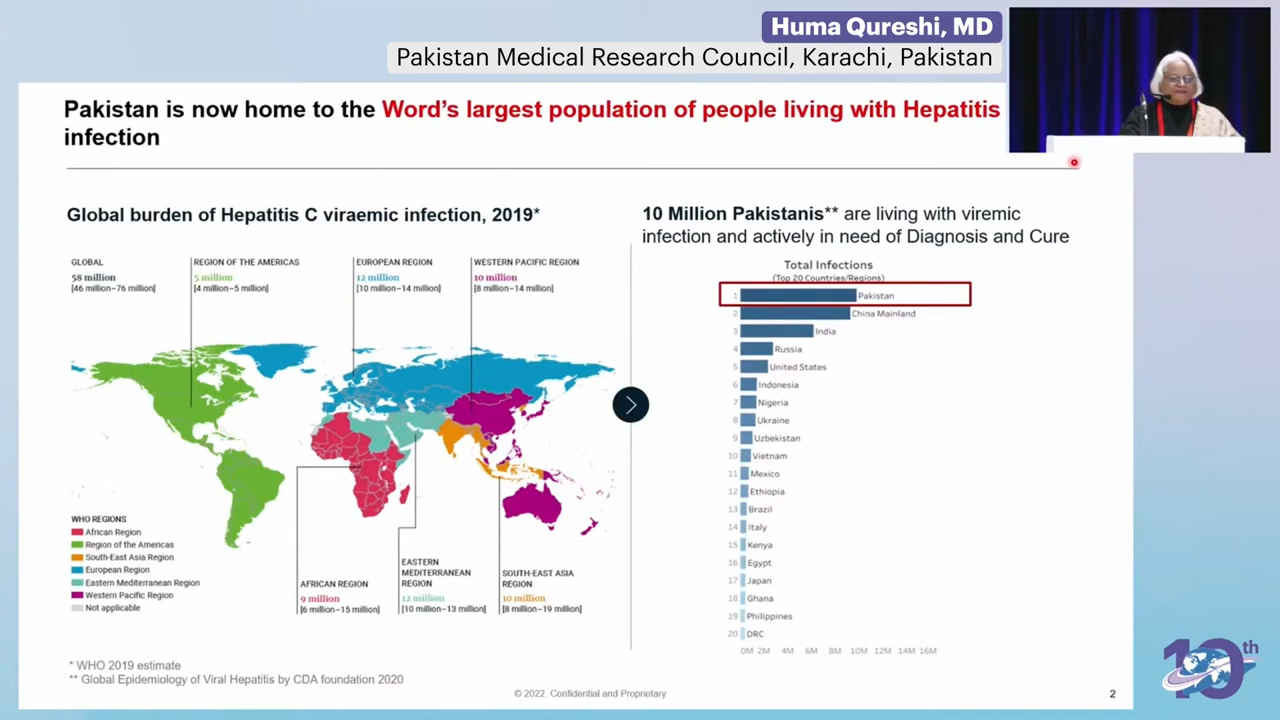 Huma Qureshi, MD
Pakistan Medical Research Council, Karachi, Pakistan
Pakistan is now home to the Word's largest population of people living with Hepatitis
infection
Global burden of Hepatitis C viraemic infection, 2019*
GLOBAL
58 million
[46 million–76 million]
REGION OF THE AMERICAS
5 million
[4 million–5 million]
EUROPEAN REGION
12 million
[10 million–14 million]
WESTERN PACIFIC REGION
10 million
[8 million–14 million]
WHO REGIONS
African Region
Region of the Americas
South-East Asia Region
European Region
Eastern Mediterranean Region
Western Pacific Region
Not applicable
AFRICAN REGION
9 million
[6 million–15 million]
EASTERN
MEDITERRANEAN
REGION
12 million
[10 million–13 million]
SOUTH-EAST ASIA
REGION
10 million
[8 million–19 million]
* WHO 2019 estimate
** Global Epidemiology of Viral Hepatitis by CDA foundation 2020
10 Million Pakistanis** are living with viremic
infection and actively in need of Diagnosis and Cure
Total Infections
(Top 20 Countries/Regions)
1 Pakistan
2 China Mainland
3 India
4 Russia
5 United States
6 Indonesia
7 Nigeria
8 Ukraine
9 Uzbekistan
10 Vietnam
11 Mexico
12 Ethiopia
13 Brazil
14 Italy
15 Kenya
16 Egypt
17 Japan
18 Ghana
19 Philippines
20 DRC
0M 2M 4M 6M 8M 10M 12M 14M 16M
© 2022 Confidential and Proprietary
2
10th